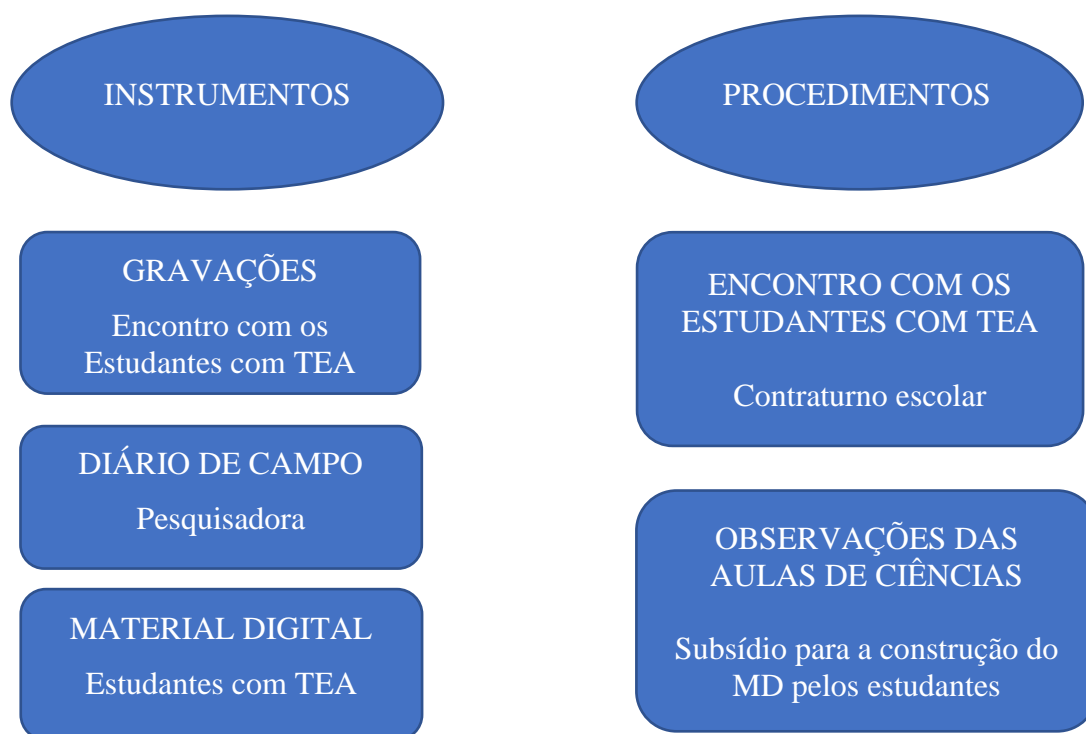 INSTRUMENTOS
GRAVAÇÕES
Encontro com os
Estudantes com TEA
DIÁRIO DE CAMPO
Pesquisadora
MATERIAL DIGITAL
Estudantes com TEA
PROCEDIMENTOS
ENCONTRO COM OS
ESTUDANTES COM TEA
Contraturno escolar
OBSERVAÇÕES DAS
AULAS DE CIÊNCIAS
Subsídio para a construção do
MD pelos estudantes